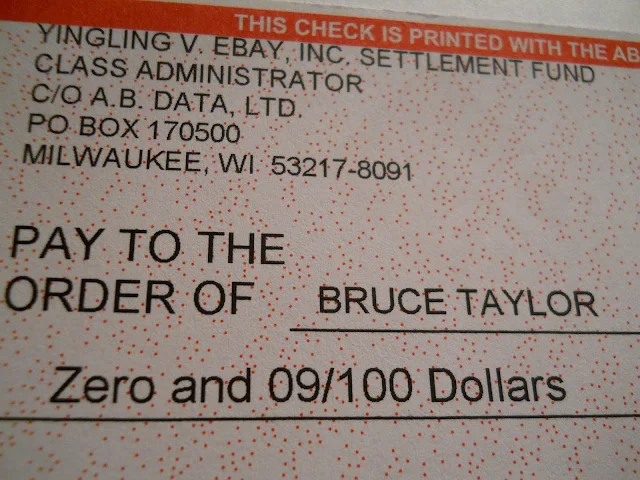 THIS CHECK IS PRINTED WITH THE AB
YINGLING V. EBAY, INC. SETTLEMENT FUND
CLASS ADMINISTRATOR
C/O A.B. DATA, LTD.
PO BOX 170500
MILWAUKEE, WI 53217-8091
PAY TO THE
ORDER OF BRUCE TAYLOR
Zero and 09/100 Dollars